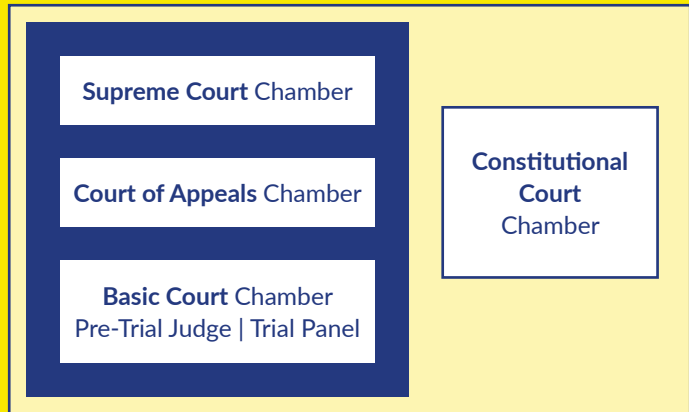 Supreme Court Chamber
Court of Appeals Chamber
Basic Court Chamber
Pre-Trial Judge | Trial Panel
Constitutional
Court
Chamber